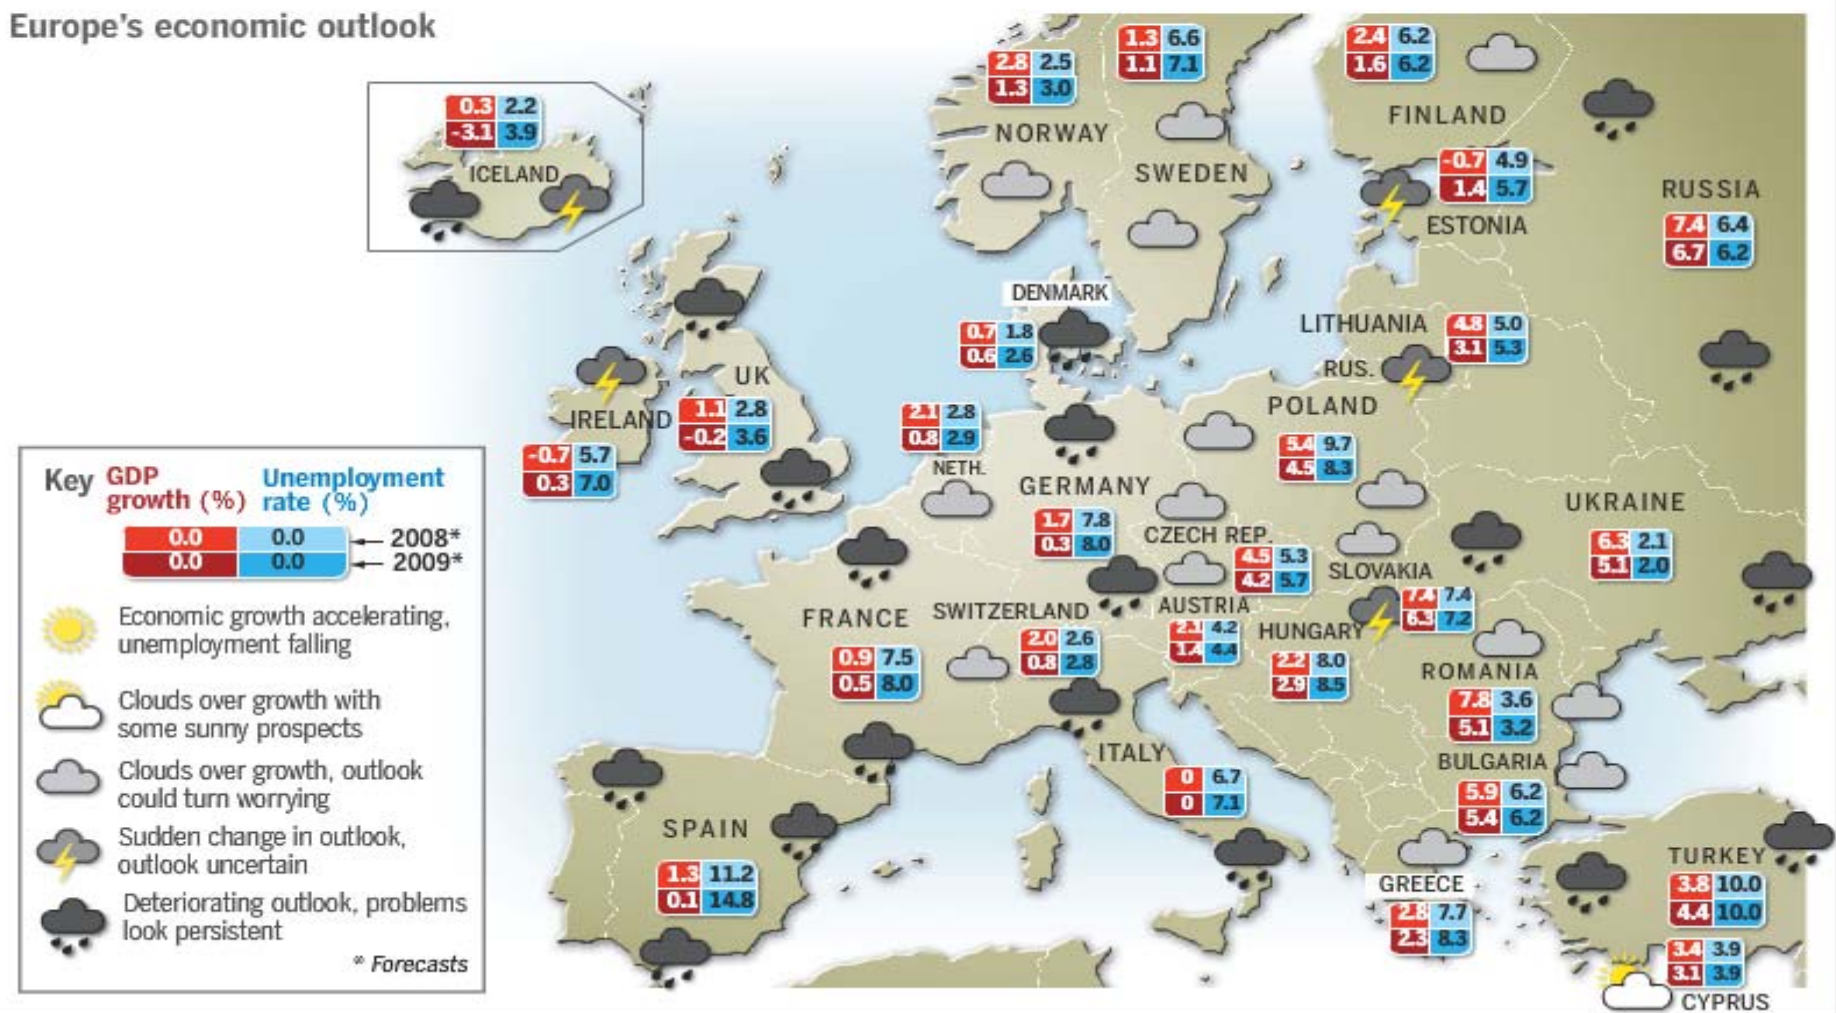 Europe's economic outlook
0.3 2.2
-3.1 3.9
ICELAND
2.8 2.5
1.3 3.0
NORWAY
1.3 6.6
1.1 7.1
SWEDEN
2.4 6.2
1.6 6.2
FINLAND
-0.7 4.9
1.4 5.7
ESTONIA
RUSSIA
7.4 6.4
6.7 6.2
DENMARK
0.7 1.8
0.6 2.6
LITHUANIA
4.8 5.0
3.1 5.3
RUS.
UK
1.1 2.8
-0.2 3.6
IRELAND
-0.7 5.7
0.3 7.0
2.1 2.8
0.8 2.9
NETH.
POLAND
5.4 9.7
4.5 8.3
GERMANY
1.7 7.8
0.3 8.0
CZECH REP.
4.5 5.3
4.2 5.7
UKRAINE
6.3 2.1
5.1 2.0
SLOVAKIA
7.4 7.4
6.3 7.2
FRANCE
0.9 7.5
0.5 8.0
SWITZERLAND
2.0 2.6
0.8 2.8
AUSTRIA
2.1 4.2
1.4 4.4
HUNGARY
2.2 8.0
2.9 8.5
ROMANIA
7.8 3.6
5.1 3.2
ITALY
0 6.7
0 7.1
BULGARIA
5.9 6.2
5.4 6.2
SPAIN
1.3 11.2
0.1 14.8
GREECE
2.8 7.7
2.3 8.3
TURKEY
3.8 10.0
4.4 10.0
3.4 3.9
3.1 3.9
CYPRUS
Key
GDP growth (%)
Unemployment rate (%)
0.0 0.0 2008*
0.0 0.0 2009*
Economic growth accelerating,
unemployment falling
Clouds over growth with
some sunny prospects
Clouds over growth, outlook
could turn worrying
Sudden change in outlook,
outlook uncertain
Deteriorating outlook, problems
look persistent
* Forecasts